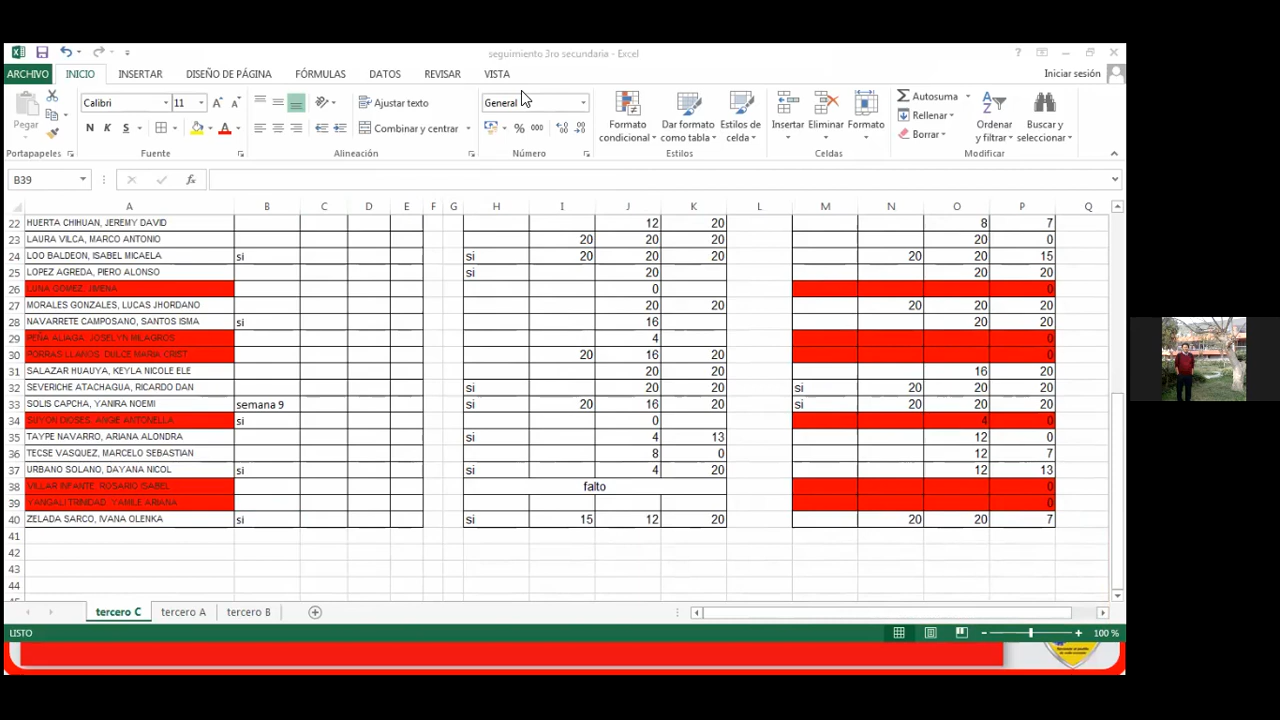 seguimiento 3ro secundaria - Excel
ARCHIVO INICIO INSERTAR DISEÑO DE PÁGINA FÓRMULAS DATOS REVISAR VISTA Iniciar sesión
Calibri 11 Ajustar texto General Autosuma
Pegar N K S Combinar y centrar % 000 Formato condicional Dar formato como tabla Estilos de celda Insertar Eliminar Formato Rellenar Borrar Ordenar y filtrar Buscar y seleccionar
Portapapeles Fuente Alineación Número Estilos Celdas Modificar
B39 fx
A B C D E F G H I J K L M N O P Q
22 HUERTA CHIHUAN, JEREMY DAVID 12 20 8 7
23 LAURA VILCA, MARCO ANTONIO 20 20 20 20 0
24 LOO BALDEON, ISABEL MICAELA si si 20 20 20 20 20 15
25 LOPEZ AGREDA, PIERO ALONSO si 20 20 20
26 LUNA GOMEZ, JIMENA 0 0
27 MORALES GONZALES, LUCAS JHORDANO 20 20 20 20 20
28 NAVARRETE CAMPOSANO, SANTOS ISMA si 16 20 20
29 PEÑA ALIAGA, JOSELYN MILAGROS 4 0
30 PORRAS LLANOS, DULCE MARIA CRIST 20 16 20 0
31 SALAZAR HUAUYA, KEYLA NICOLE ELE 20 20 16 20
32 SEVERICHE ATACHAGUA, RICARDO DAN si 20 20 si 20 20 20
33 SOLIS CAPCHA, YANIRA NOEMI semana 9 si 20 16 20 si 20 20 20
34 SUYON DIOSES, ANGIE ANTONELLA si 0 4 0
35 TAYPE NAVARRO, ARIANA ALONDRA si 4 13 12 0
36 TECSE VASQUEZ, MARCELO SEBASTIAN 8 0 12 7
37 URBANO SOLANO, DAYANA NICOL si si 4 20 12 13
38 VILLAR INFANTE, ROSARIO ISABEL falto 0
39 YANGALI TRINIDAD, YAMILE ARIANA 0
40 ZELADA SARCO, IVANA OLENKA si si 15 12 20 20 20 7
41
42
43
44
tercero C tercero A tercero B
LISTO 100 %